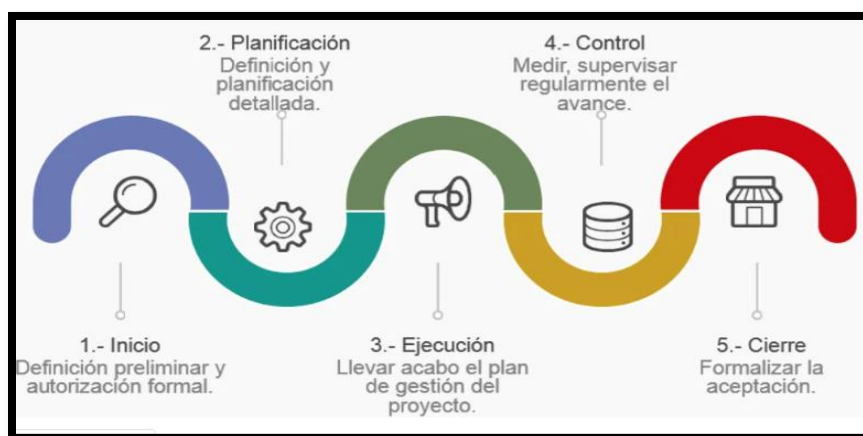 1.- Inicio
Definición preliminar y
autorización formal.
2.- Planificación
Definición y
planificación
detallada.
3.- Ejecución
Llevar acabo el plan
de gestión del
proyecto.
4.- Control
Medir, supervisar
regularmente el
avance.
5.- Cierre
Formalizar la
aceptación.